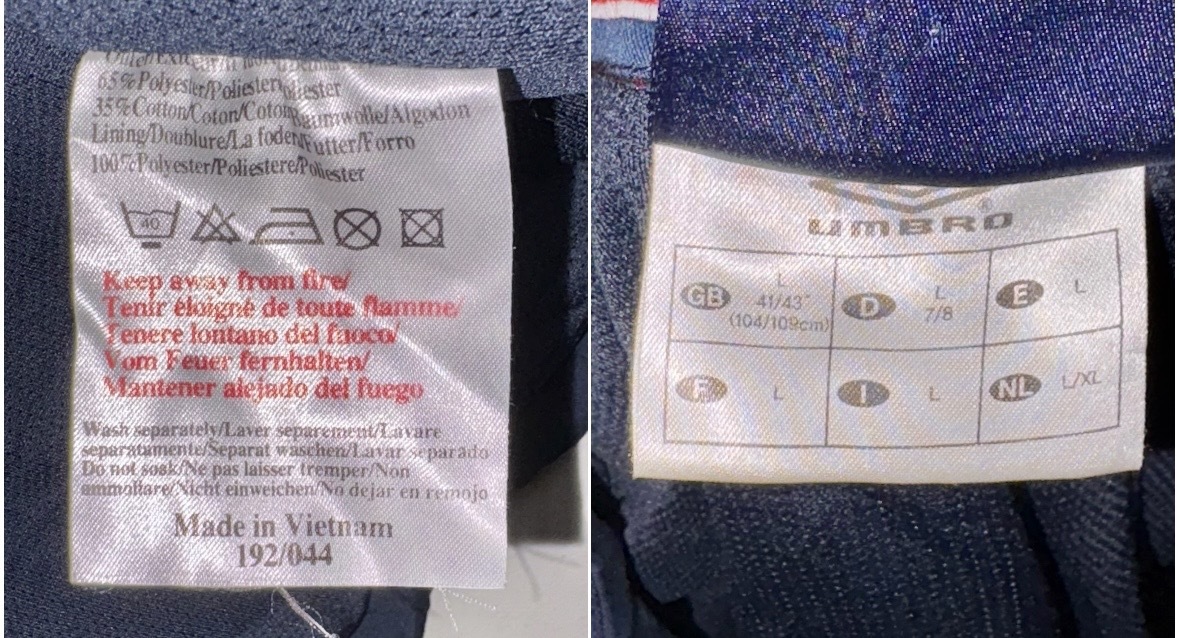 65%Polyester/Poliestere/Poliester
35%Cotton/Coton/Cotone/Baumwolle/Algodon
Lining/Doublure/La fodera/Futter/Forro
100%Polyester/Poliestere/Poliester
40
Keep away from fire/
Tenir éloigné de toute flamme/
Tenere lontano del fuoco/
Vom Feuer fernhalten/
Mantener alejado del fuego
Wash separately/Laver separement/Lavare
separatamente/Separat waschen/Lavar separado
Do not soak/Ne pas laisser tremper/Non
ammollare/Nicht einweichen/No dejar en remojo
Made in Vietnam
192/044
umbro
GB L
41/43"
(104/109cm)
D L
7/8
E L
F L
I L
NL L/XL